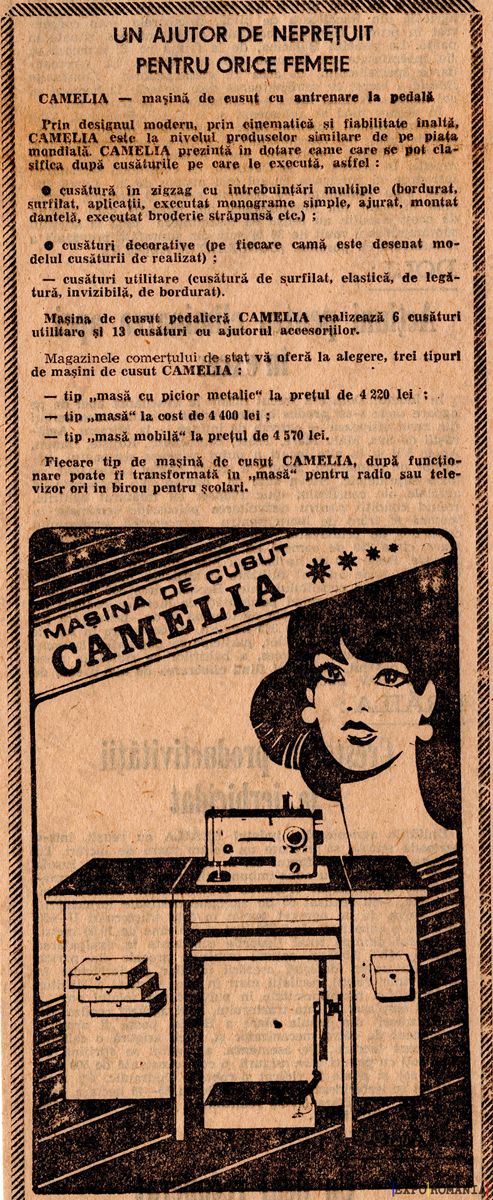 UN AJUTOR DE NEPREȚUIT
PENTRU ORICE FEMEIE
CAMELIA — mașină de cusut cu antrenare la pedală
Prin designul modern, prin cinematică și fiabilitate înaltă,
CAMELIA este la nivelul produselor similare de pe piața
mondială. CAMELIA prezintă în dotare came care se pot cla-
sifica după cusăturile pe care le execută, astfel :
● cusătură în zigzag cu întrebuințări multiple (bordurat,
surfilat, aplicații, executat monograme simple, ajurat, montat
dantelă, executat broderie străpunsă etc.) ;
● cusături decorative (pe fiecare camă este desenat mo-
delul cusăturii de realizat) ;
— cusături utilitare (cusătură de surfilat, elastică, de legă-
tură, invizibilă, de bordurat).
Mașina de cusut pedalieră CAMELIA realizează 6 cusături
utilitare și 13 cusături cu ajutorul accesoriilor.
Magazinele comerțului de stat vă oferă la alegere, trei tipuri
de mașini de cusut CAMELIA :
— tip „masă cu picior metalic“ la prețul de 4 220 lei ;
— tip „masă“ la cost de 4 400 lei ;
— tip „masă mobilă“ la prețul de 4 570 lei.
Fiecare tip de mașină de cusut CAMELIA, după funcțio-
nare poate fi transformată în „masă“ pentru radio sau tele-
vizor ori în birou pentru școlari.
MAȘINA DE CUSUT
CAMELIA
EXPO ROMANIA